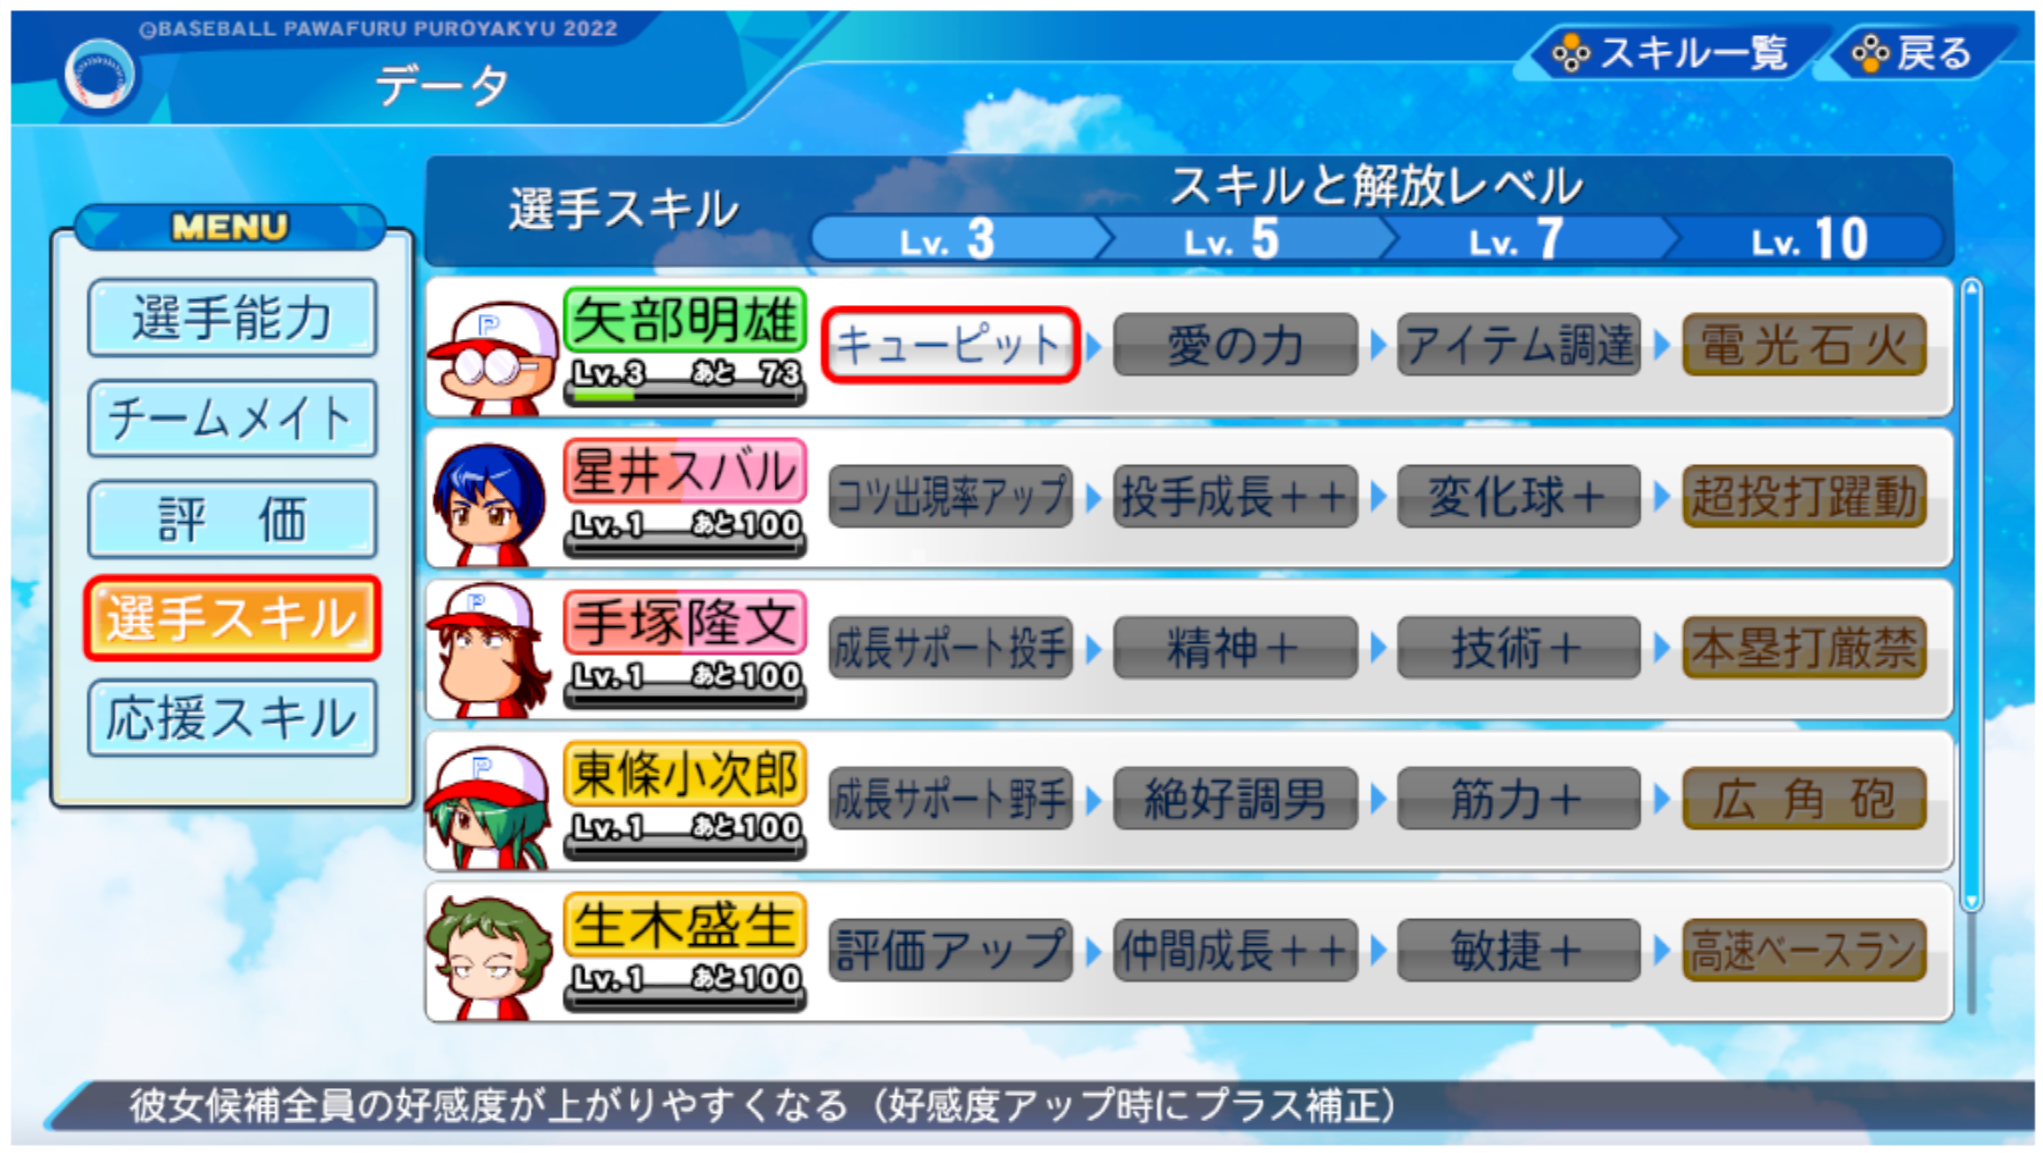 ©BASEBALL PAWAFURU PUROYAKYU 2022
データ
スキル一覧
戻る
MENU
選手能力
チームメイト
評価
選手スキル
応援スキル
選手スキル
スキルと解放レベル
Lv. 3 Lv. 5 Lv. 7 Lv. 10
P
矢部明雄
Lv.3 あと 73
キューピット 愛の力 アイテム調達 電光石火
星井スバル
Lv.1 あと100
コツ出現率アップ 投手成長++ 変化球+ 超投打躍動
P
手塚隆文
Lv.1 あと100
成長サポート投手 精神+ 技術+ 本塁打厳禁
P
東條小次郎
Lv.1 あと100
成長サポート野手 絶好調男 筋力+ 広角砲
生木盛生
Lv.1 あと100
評価アップ 仲間成長++ 敏捷+ 高速ベースラン
彼女候補全員の好感度が上がりやすくなる（好感度アップ時にプラス補正）